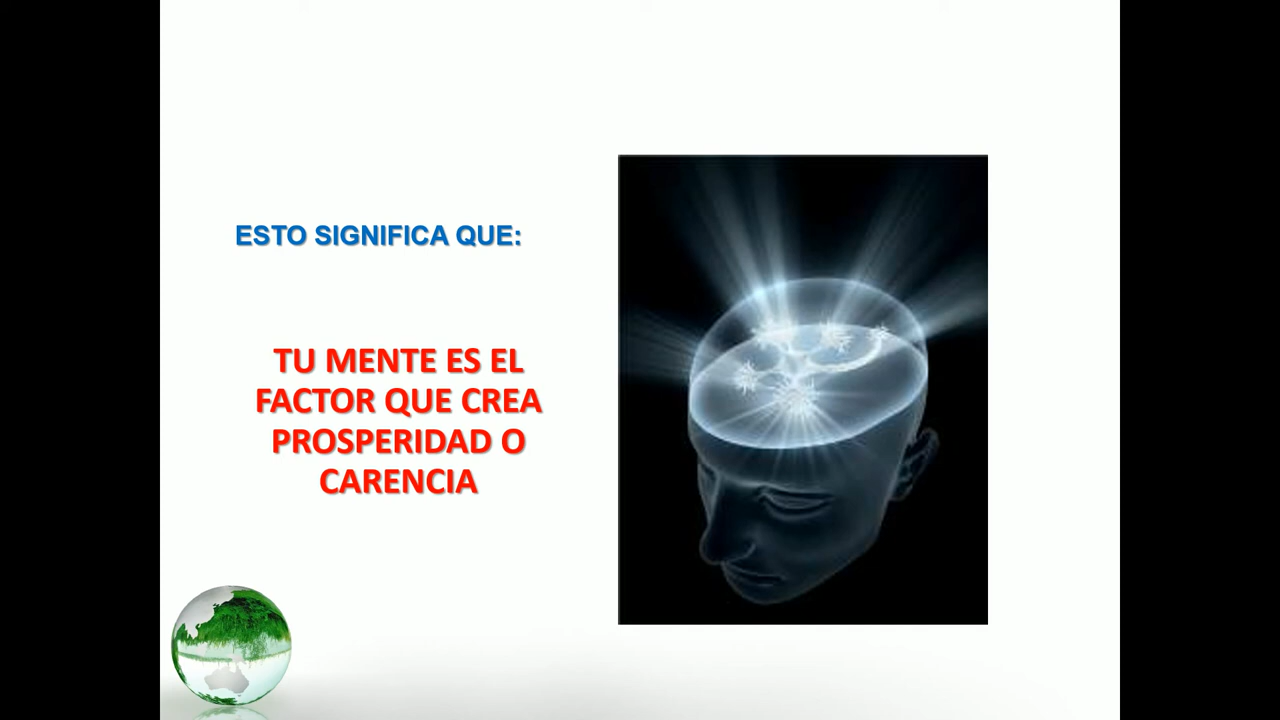 ESTO SIGNIFICA QUE:
TU MENTE ES EL
FACTOR QUE CREA
PROSPERIDAD O
CARENCIA